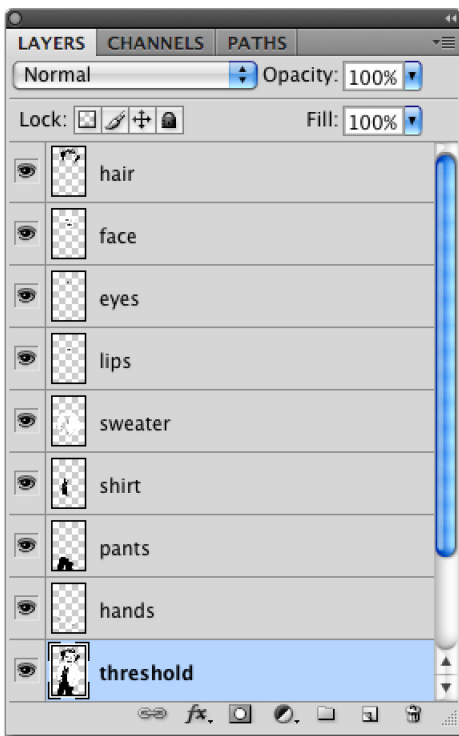 LAYERS CHANNELS PATHS
Normal Opacity: 100%
Lock: Fill: 100%
hair
face
eyes
lips
sweater
shirt
pants
hands
threshold
fx.